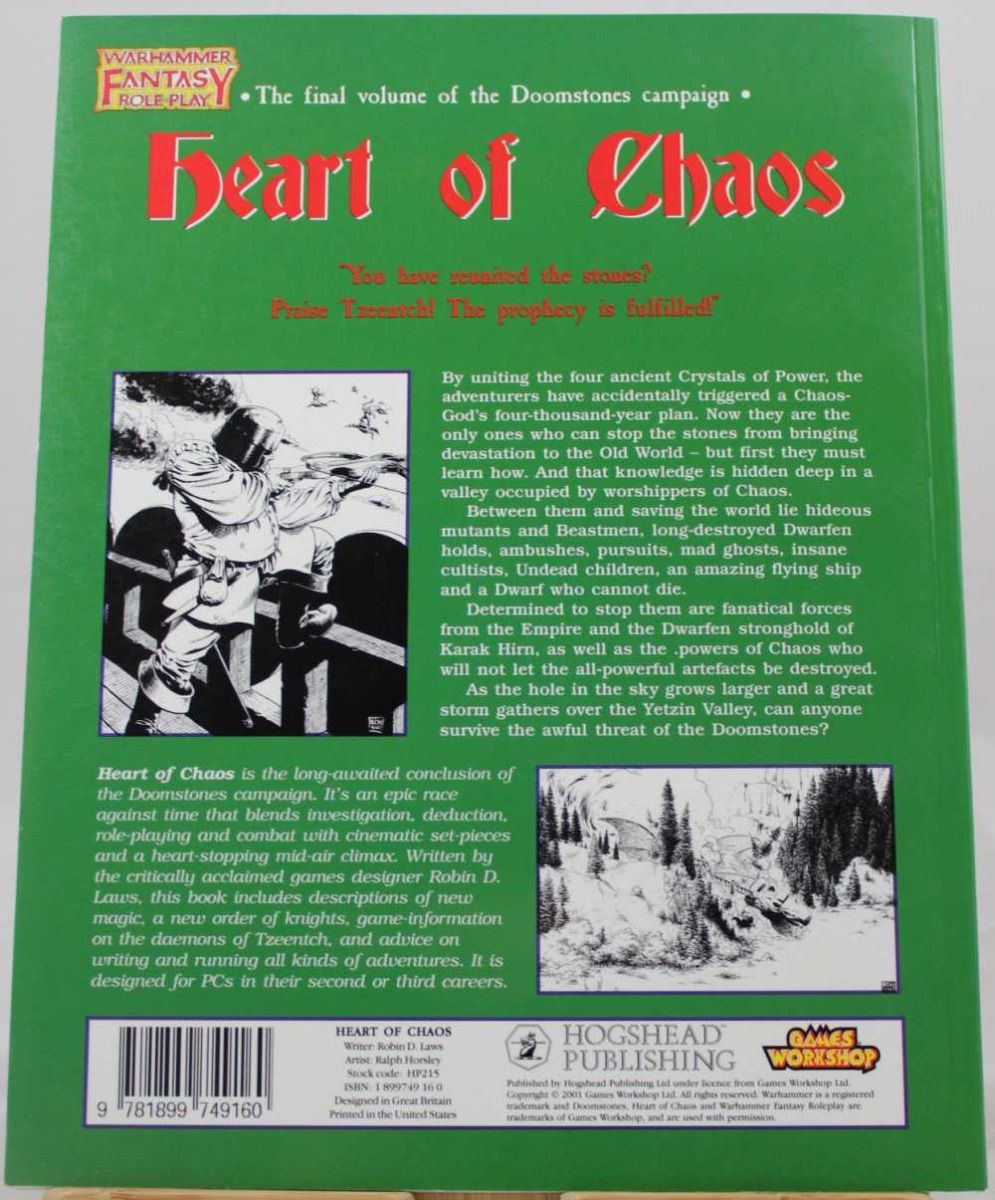 WARHAMMER
FANTASY
ROLE-PLAY
• The final volume of the Doomstones campaign •
Heart of Chaos
"You have reunited the stones?
Praise Tzeentch! The prophecy is fulfilled!"
By uniting the four ancient Crystals of Power, the
adventurers have accidentally triggered a Chaos-
God's four-thousand-year plan. Now they are the
only ones who can stop the stones from bringing
devastation to the Old World – but first they must
learn how. And that knowledge is hidden deep in a
valley occupied by worshippers of Chaos.
Between them and saving the world lie hideous
mutants and Beastmen, long-destroyed Dwarfen
holds, ambushes, pursuits, mad ghosts, insane
cultists, Undead children, an amazing flying ship
and a Dwarf who cannot die.
Determined to stop them are fanatical forces
from the Empire and the Dwarfen stronghold of
Karak Hirn, as well as the .powers of Chaos who
will not let the all-powerful artefacts be destroyed.
As the hole in the sky grows larger and a great
storm gathers over the Yetzin Valley, can anyone
survive the awful threat of the Doomstones?
Heart of Chaos is the long-awaited conclusion of
the Doomstones campaign. It's an epic race
against time that blends investigation, deduction,
role-playing and combat with cinematic set-pieces
and a heart-stopping mid-air climax. Written by
the critically acclaimed games designer Robin D.
Laws, this book includes descriptions of new
magic, a new order of knights, game-information
on the daemons of Tzeentch, and advice on
writing and running all kinds of adventures. It is
designed for PCs in their second or third careers.
9 781899 749160
HEART OF CHAOS
Writer: Robin D. Laws
Artist: Ralph Horsley
Stock code: HP215
ISBN: 1 899749 16 0
Designed in Great Britain
Printed in the United States
HOGSHEAD™
PUBLISHING
GAMES
WORKSHOP
Published by Hogshead Publishing Ltd under licence from Games Workshop Ltd.
Copyright © 2001 Games Workshop Ltd. All rights reserved. Warhammer is a registered
trademark and Doomstones, Heart of Chaos and Warhammer Fantasy Roleplay are
trademarks of Games Workshop, and are used with permission.